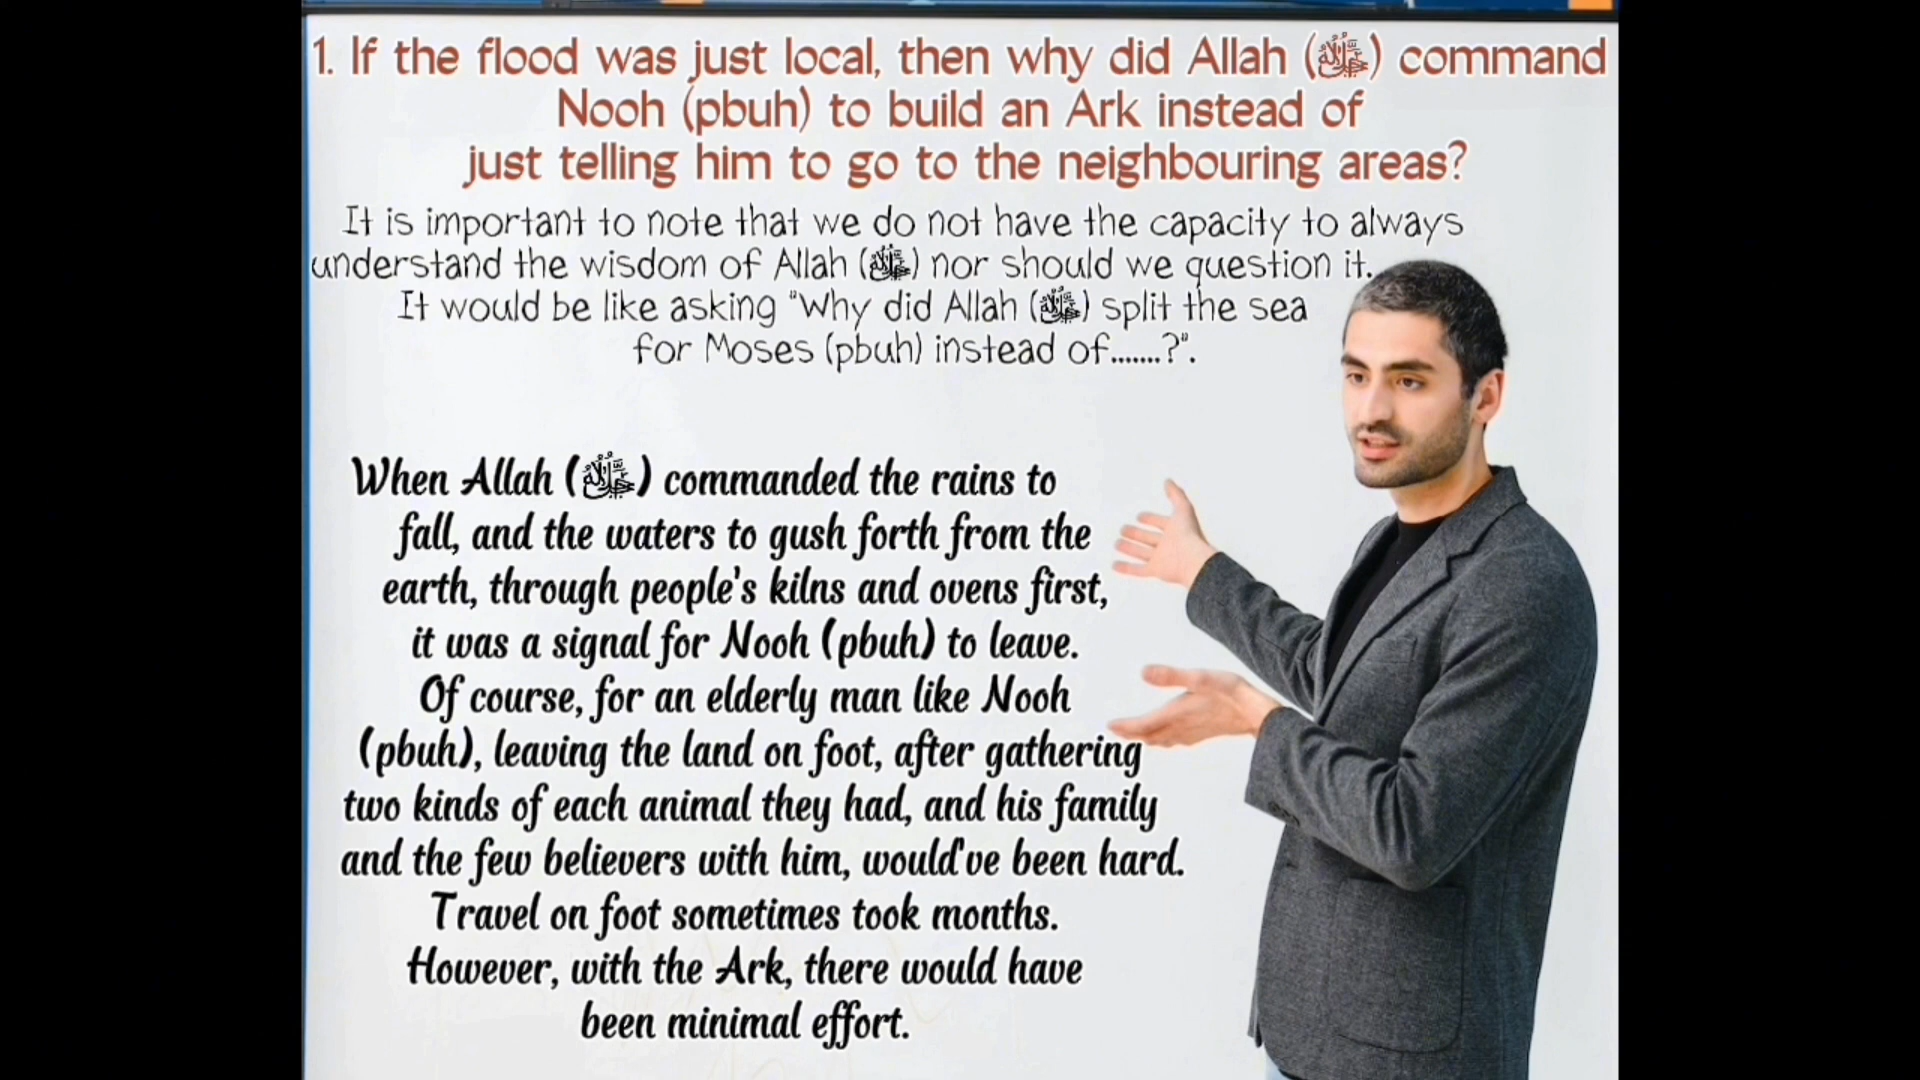 1. If the flood was just local, then why did Allah (ﷻ) command
Nooh (pbuh) to build an Ark instead of
just telling him to go to the neighbouring areas?
It is important to note that we do not have the capacity to always
understand the wisdom of Allah (ﷻ) nor should we question it.
It would be like asking "Why did Allah (ﷻ) split the sea
for Moses (pbuh) instead of.......?".
When Allah (ﷻ) commanded the rains to
fall, and the waters to gush forth from the
earth, through people's kilns and ovens first,
it was a signal for Nooh (pbuh) to leave.
Of course, for an elderly man like Nooh
(pbuh), leaving the land on foot, after gathering
two kinds of each animal they had, and his family
and the few believers with him, would've been hard.
Travel on foot sometimes took months.
However, with the Ark, there would have
been minimal effort.